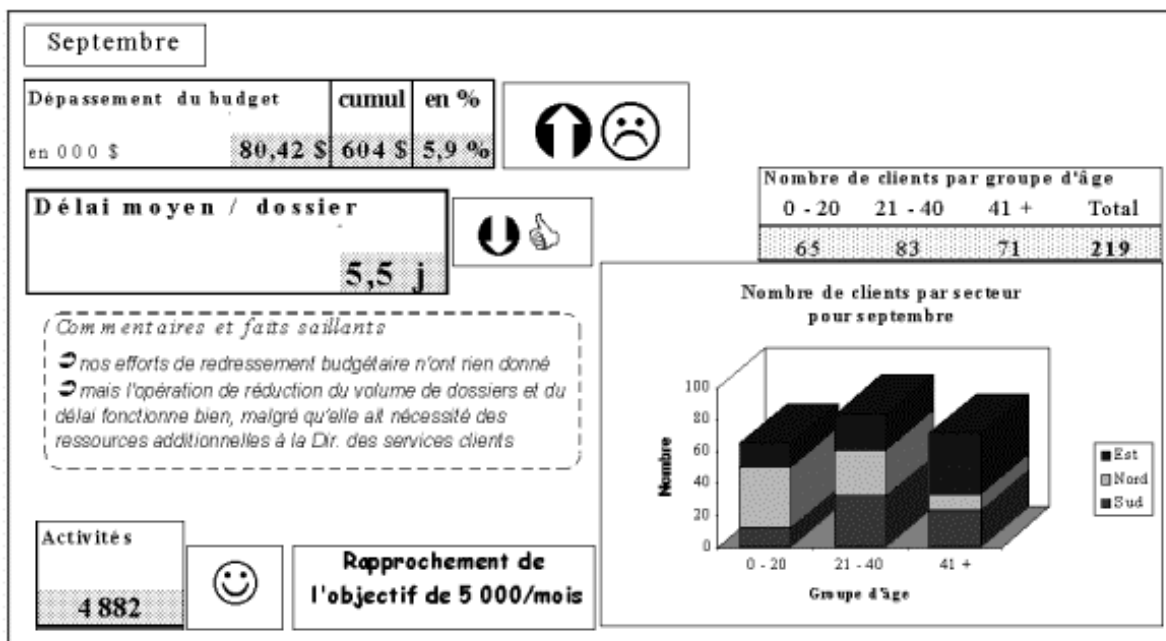 Septembre
Dépassement du budget cumul en %
en 000 $ 80,42 $ 604 $ 5,9 %
Délai moyen / dossier
5,5 j
Commentaires et faits saillants
nos efforts de redressement budgétaire n'ont rien donné
mais l'opération de réduction du volume de dossiers et du
délai fonctionne bien, malgré qu'elle ait nécessité des
ressources additionnelles à la Dir. des services clients
Activités
4 882
Rapprochement de
l'objectif de 5 000/mois
Nombre de clients par groupe d'âge
0 - 20 21 - 40 41 + Total
65 83 71 219
Nombre de clients par secteur
pour septembre
Nombre
100
80
60
40
20
0
0 - 20 21 - 40 41 +
Groupe d'âge
Est
Nord
Sud